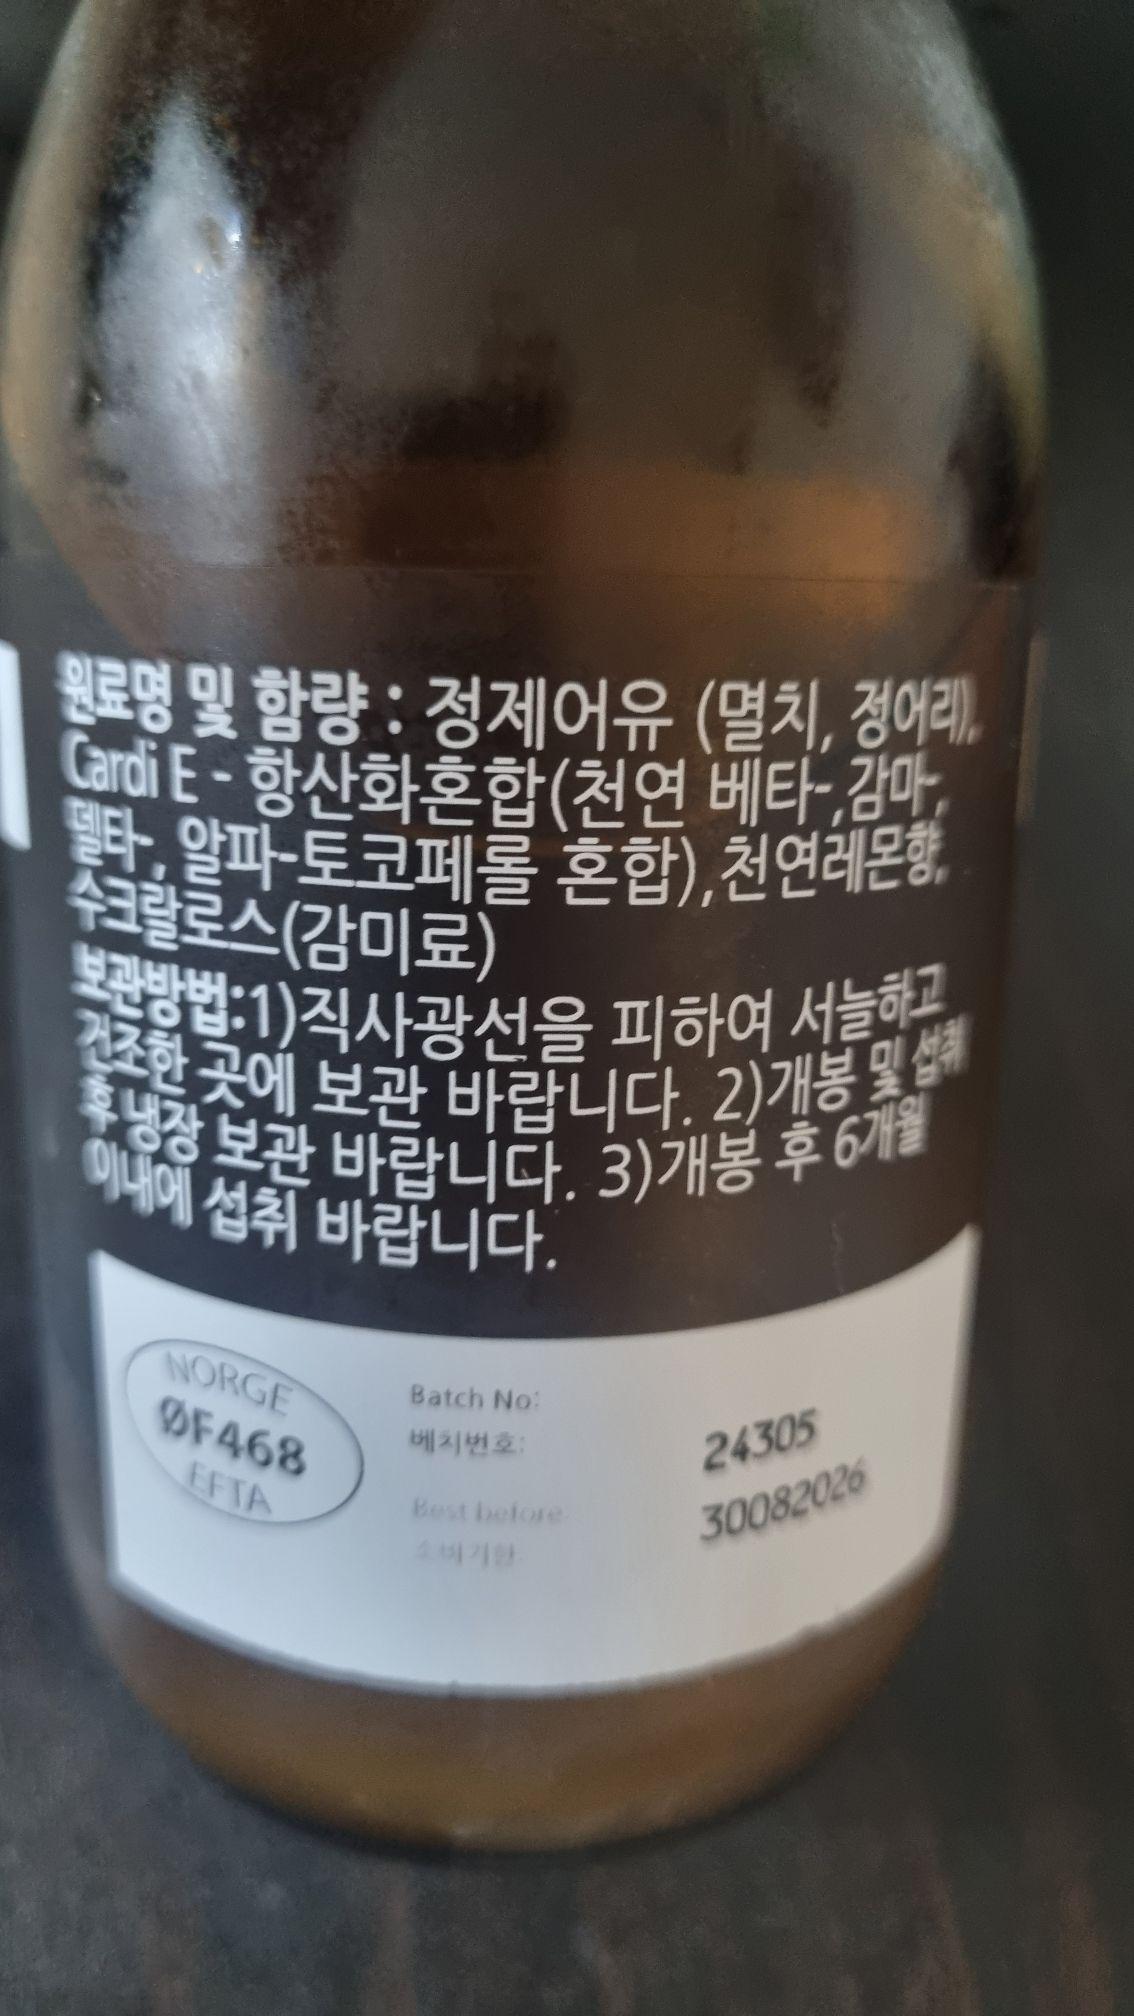 원료명 및 함량 : 정제어유 (멸치, 정어리),
Cardi E - 항산화혼합(천연 베타-,감마-,
델타-, 알파-토코페롤 혼합),천연레몬향,
수크랄로스(감미료)
보관방법:1)직사광선을 피하여 서늘하고
건조한 곳에 보관 바랍니다. 2)개봉 및 섭취
후 냉장 보관 바랍니다. 3)개봉 후 6개월
이내에 섭취 바랍니다.
NORGE
ØF468
EFTA
Batch No:
베치번호: 24305
Best before:
소비기한: 30082026